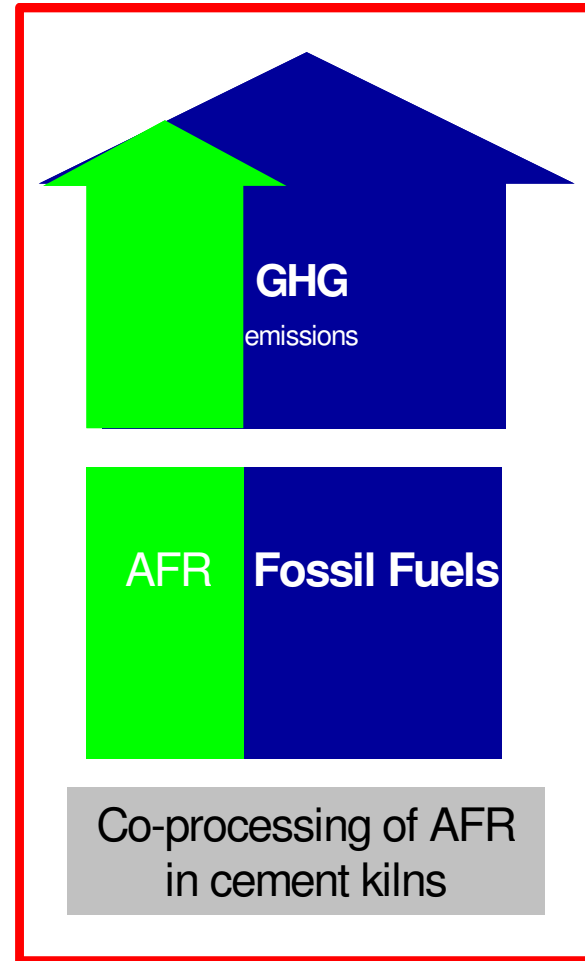 GHG
emissions
AFR Fossil Fuels
Co-processing of AFR
in cement kilns